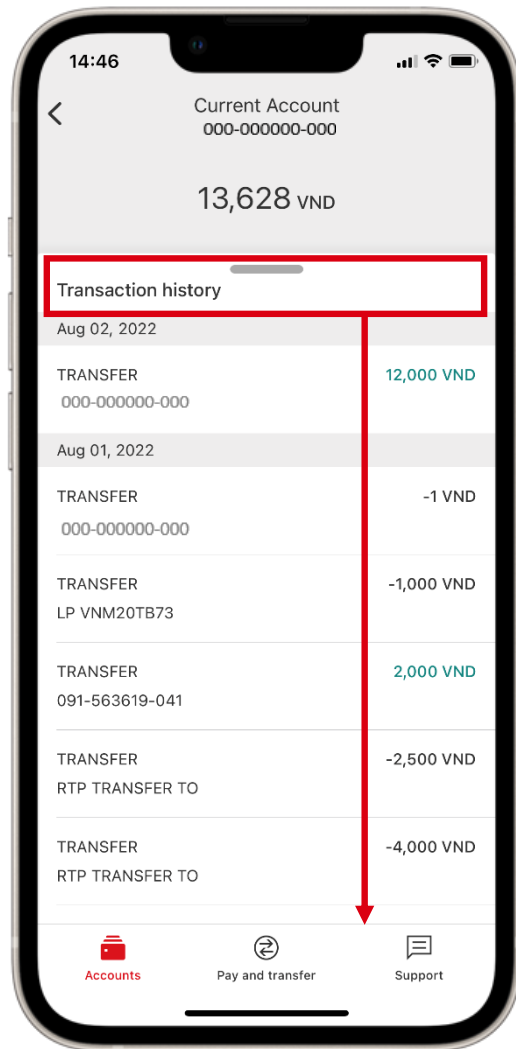 14:46
Current Account
000-000000-000
13,628 VND
Transaction history
Aug 02, 2022
TRANSFER 12,000 VND
000-000000-000
Aug 01, 2022
TRANSFER -1 VND
000-000000-000
TRANSFER -1,000 VND
LP VNM20TB73
TRANSFER 2,000 VND
091-563619-041
TRANSFER -2,500 VND
RTP TRANSFER TO
TRANSFER -4,000 VND
RTP TRANSFER TO
Accounts Pay and transfer Support